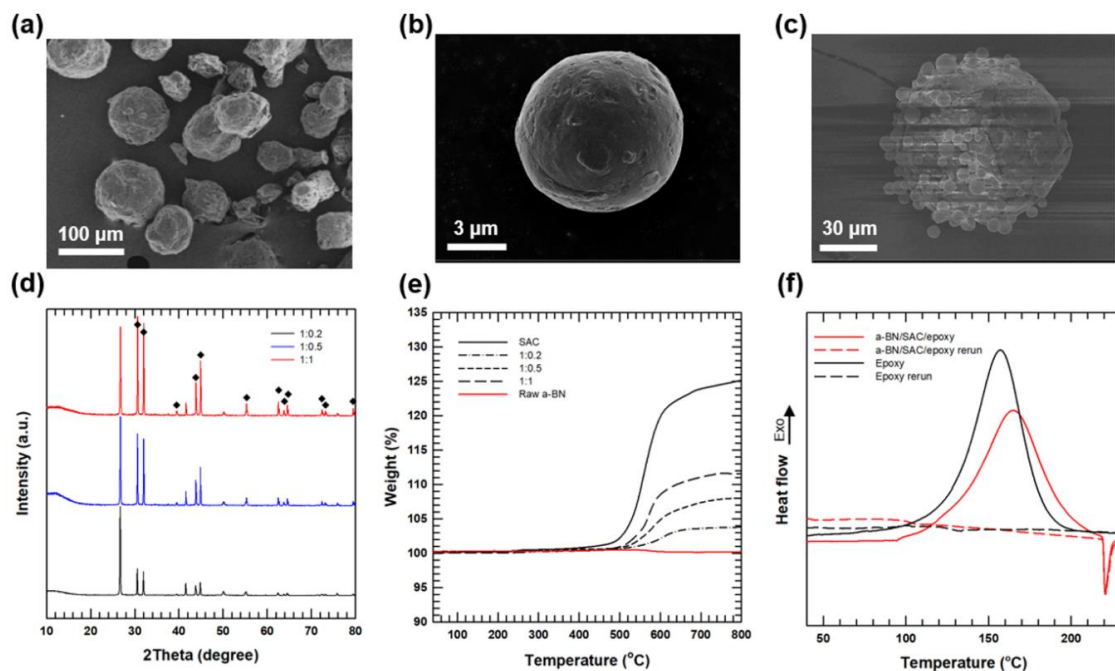 (a)
(b)
(c)
100 µm
3 µm
30 µm
(d)
(e)
(f)
1:0.2
1:0.5
1:1
Intensity (a.u.)
10 20 30 40 50 60 70 80
2Theta (degree)
135
130
125
120
115
110
105
100
95
90
SAC
1:0.2
1:0.5
1:1
Raw a-BN
Weight (%)
100 200 300 400 500 600 700 800
Temperature (°C)
a-BN/SAC/epoxy
a-BN/SAC/epoxy rerun
Epoxy
Epoxy rerun
Heat flow
Exo
50 100 150 200
Temperature (°C)